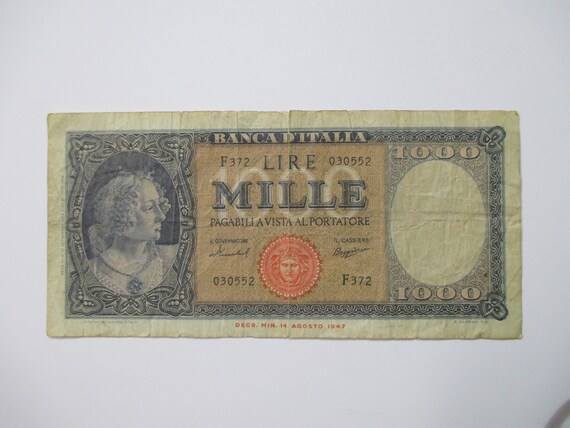 BANCA D'ITALIA
1000
F372 LIRE 030552
1000
MILLE
PAGABILI A VISTA AL PORTATORE
IL GOVERNATORE IL CASSIERE
030552 F372
1000
DECR. MIN. 14 AGOSTO 1947